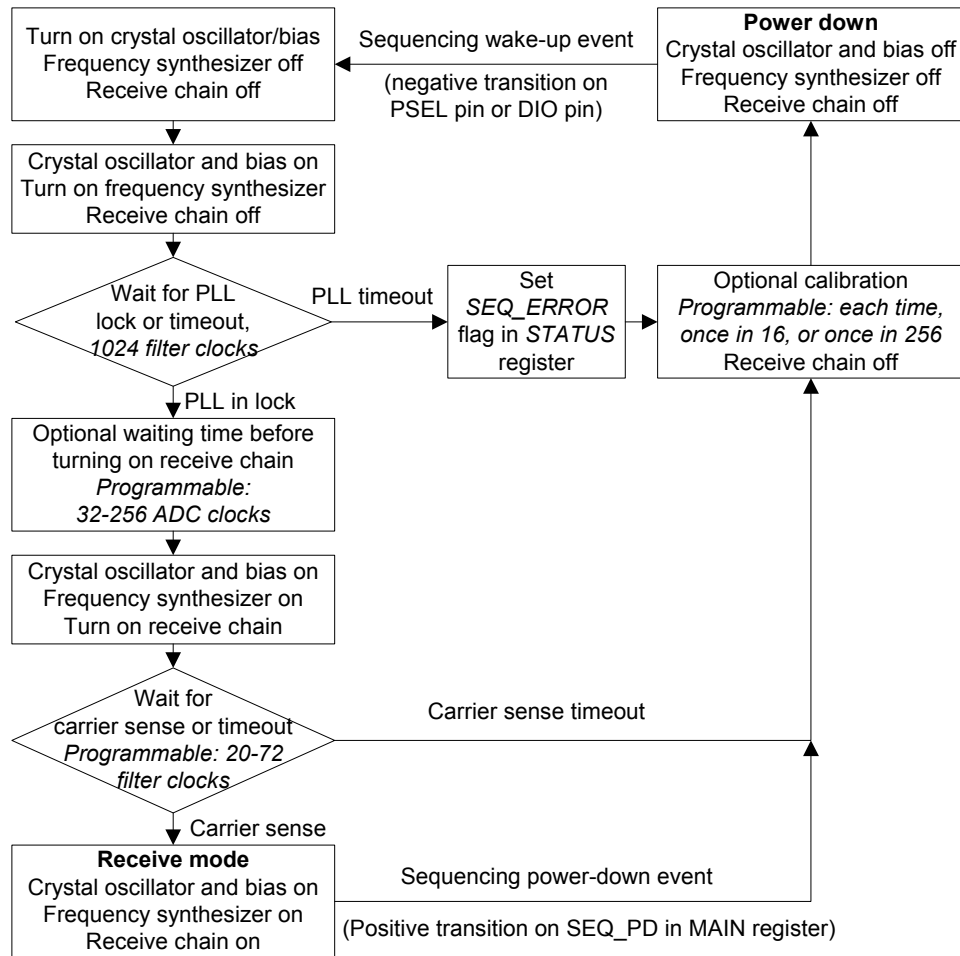 Turn on crystal oscillator/bias
Frequency synthesizer off
Receive chain off
Sequencing wake-up event
(negative transition on
PSEL pin or DIO pin)
Power down
Crystal oscillator and bias off
Frequency synthesizer off
Receive chain off
Crystal oscillator and bias on
Turn on frequency synthesizer
Receive chain off
Wait for PLL
lock or timeout,
1024 filter clocks
PLL timeout
Set
SEQ_ERROR
flag in STATUS
register
Optional calibration
Programmable: each time,
once in 16, or once in 256
Receive chain off
PLL in lock
Optional waiting time before
turning on receive chain
Programmable:
32-256 ADC clocks
Crystal oscillator and bias on
Frequency synthesizer on
Turn on receive chain
Wait for
carrier sense or timeout
Programmable: 20-72
filter clocks
Carrier sense timeout
Carrier sense
Receive mode
Crystal oscillator and bias on
Frequency synthesizer on
Receive chain on
Sequencing power-down event
(Positive transition on SEQ_PD in MAIN register)